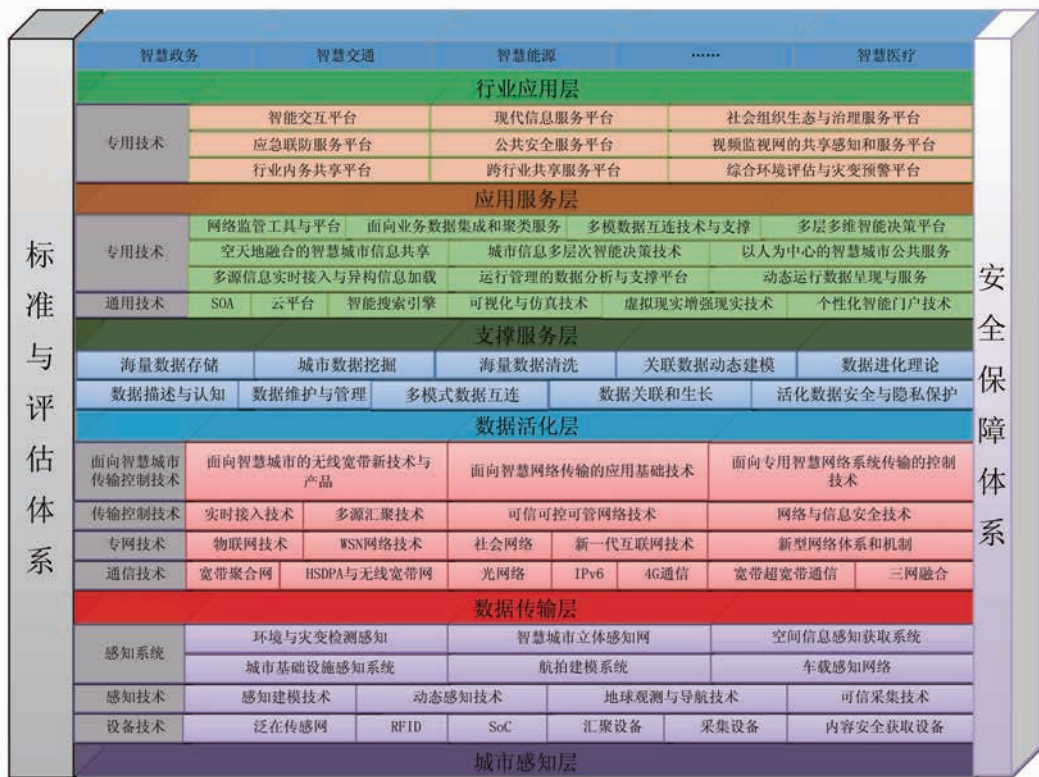 标准与评估体系
智慧政务 智慧交通 智慧能源 …… 智慧医疗
行业应用层
专用技术
智能交互平台 现代信息服务平台 社会组织生态与治理服务平台
应急联防服务平台 公共安全服务平台 视频监视网的共享感知和服务平台
行业内务共享平台 跨行业共享服务平台 综合环境评估与灾变预警平台
应用服务层
专用技术
网络监管工具与平台 面向业务数据集成和聚类服务 多模数据互连技术与支撑 多层多维智能决策平台
空天地融合的智慧城市信息共享 城市信息多层次智能决策技术 以人为中心的智慧城市公共服务
多源信息实时接入与异构信息加载 运行管理的数据分析与支撑平台 动态运行数据呈现与服务
通用技术 SOA 云平台 智能搜索引擎 可视化与仿真技术 虚拟现实增强现实技术 个性化智能门户技术
支撑服务层
海量数据存储 城市数据挖掘 海量数据清洗 关联数据动态建模 数据进化理论
数据描述与认知 数据维护与管理 多模式数据互连 数据关联和生长 活化数据安全与隐私保护
数据活化层
面向智慧城市
传输控制技术
面向智慧城市的无线宽带新技术与
产品
面向智慧网络传输的应用基础技术
面向专用智慧网络系统传输的控制
技术
传输控制技术 实时接入技术 多源汇聚技术 可信可控可管网络技术 网络与信息安全技术
专网技术 物联网技术 WSN网络技术 社会网络 新一代互联网技术 新型网络体系和机制
通信技术 宽带聚合网 HSDPA与无线宽带网 光网络 IPv6 4G通信 宽带超宽带通信 三网融合
数据传输层
感知系统
环境与灾变检测感知 智慧城市立体感知网 空间信息感知获取系统
城市基础设施感知系统 航拍建模系统 车载感知网络
感知技术 感知建模技术 动态感知技术 地球观测与导航技术 可信采集技术
设备技术 泛在传感网 RFID SoC 汇聚设备 采集设备 内容安全获取设备
城市感知层
安全保障体系